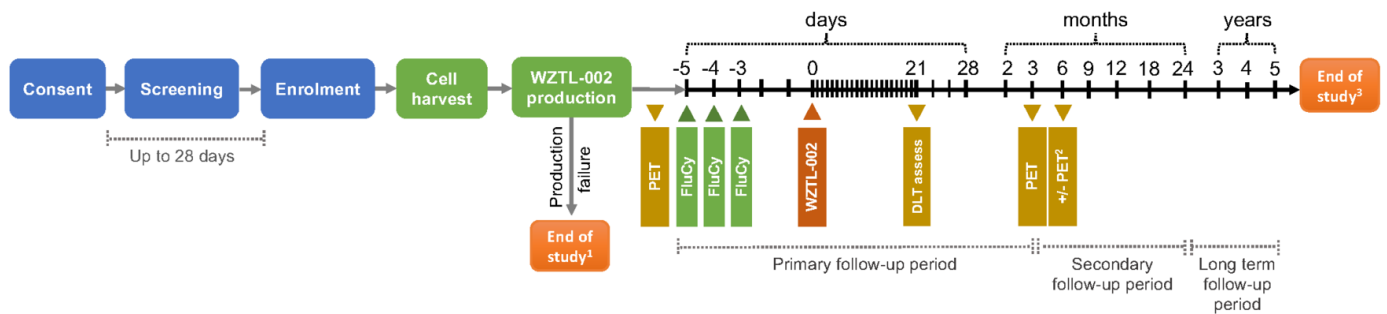 days
months
years
-5 -4 -3 0 21 28 2 3 6 9 12 18 24 3 4 5
Consent
Screening
Enrolment
Cell
harvest
WZTL-002
production
End of
study3
Up to 28 days
Production
failure
End of
study1
PET
FluCy
FluCy
FluCy
WZTL-002
DLT assess
PET
+/- PET2
Primary follow-up period
Secondary
follow-up period
Long term
follow-up
period